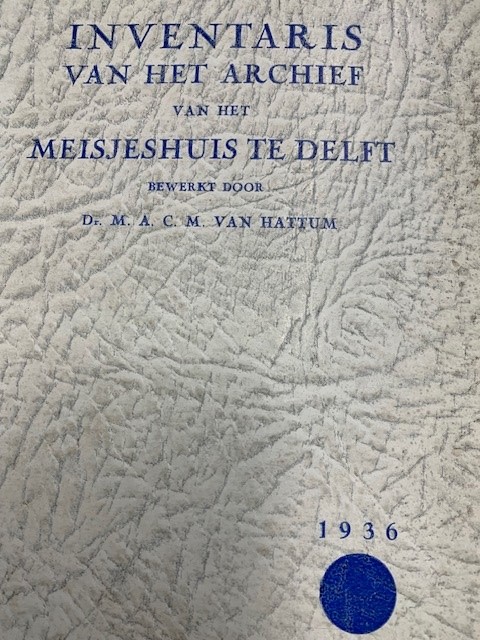 INVENTARIS
VAN HET ARCHIEF
VAN HET
MEISJESHUIS TE DELFT
BEWERKT DOOR
Dr. M. A. C. M. VAN HATTUM
1936